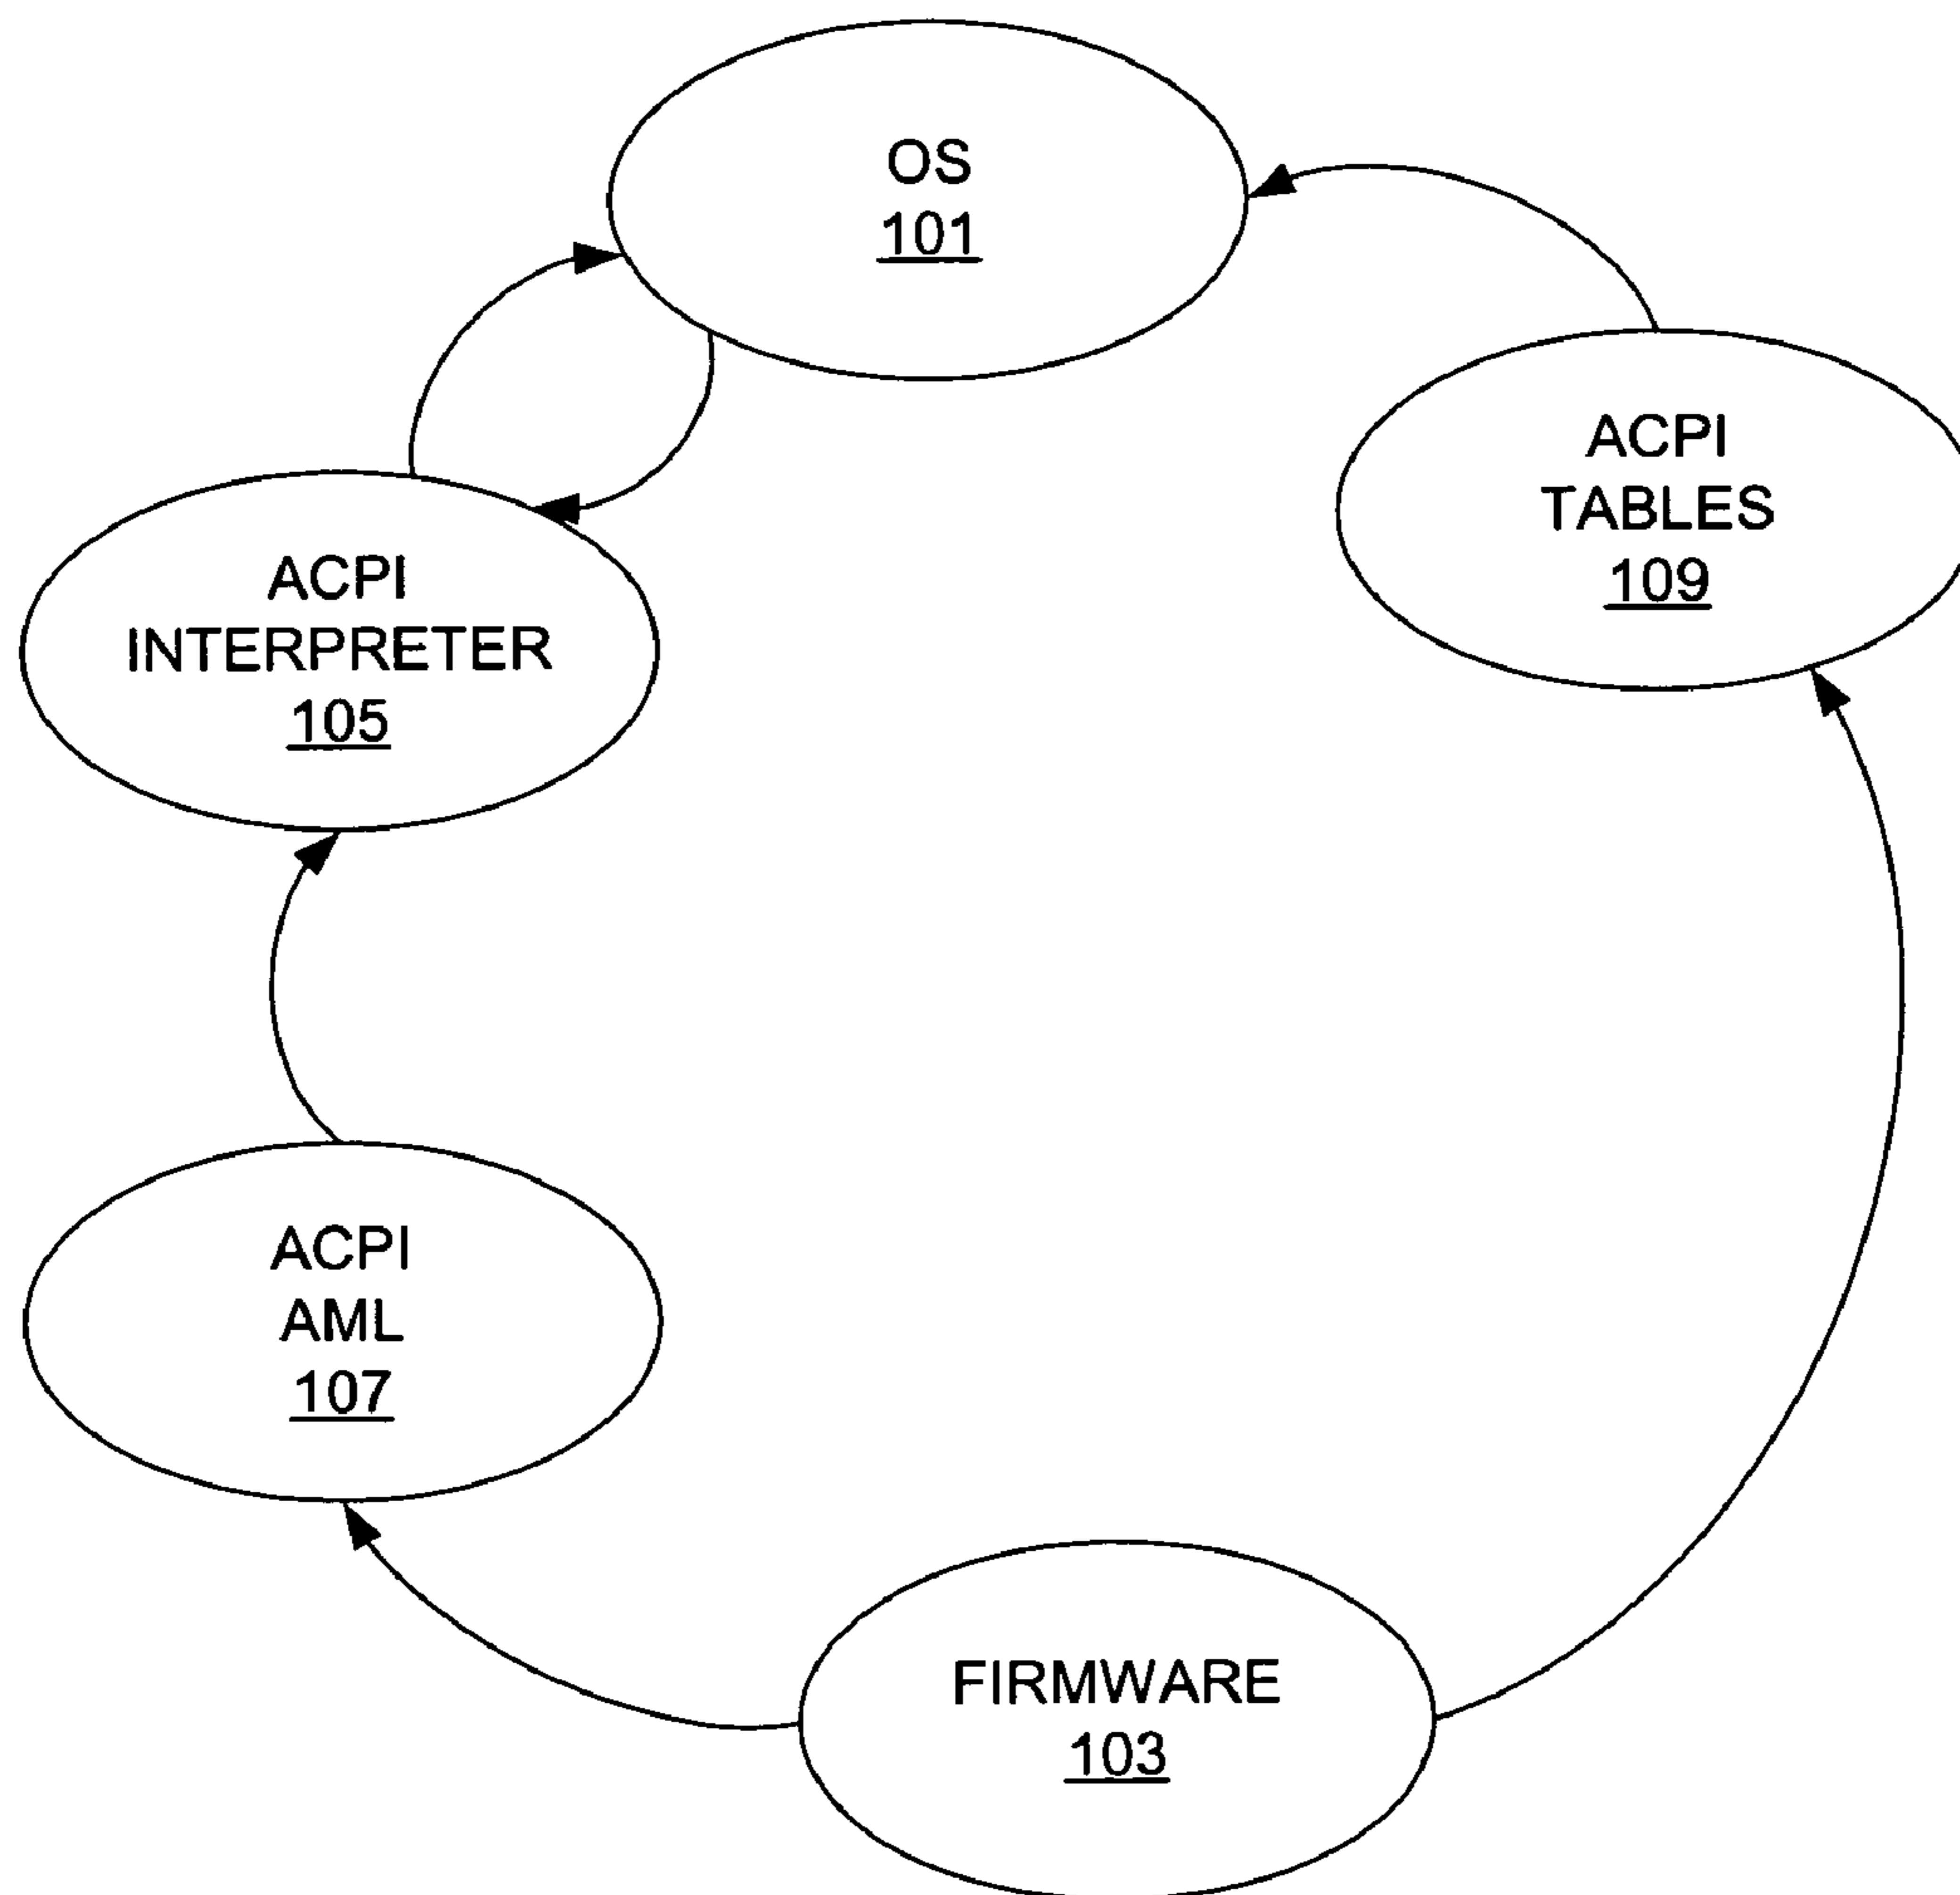 OS
101
ACPI
TABLES
109
ACPI
INTERPRETER
105
ACPI
AML
107
FIRMWARE
103